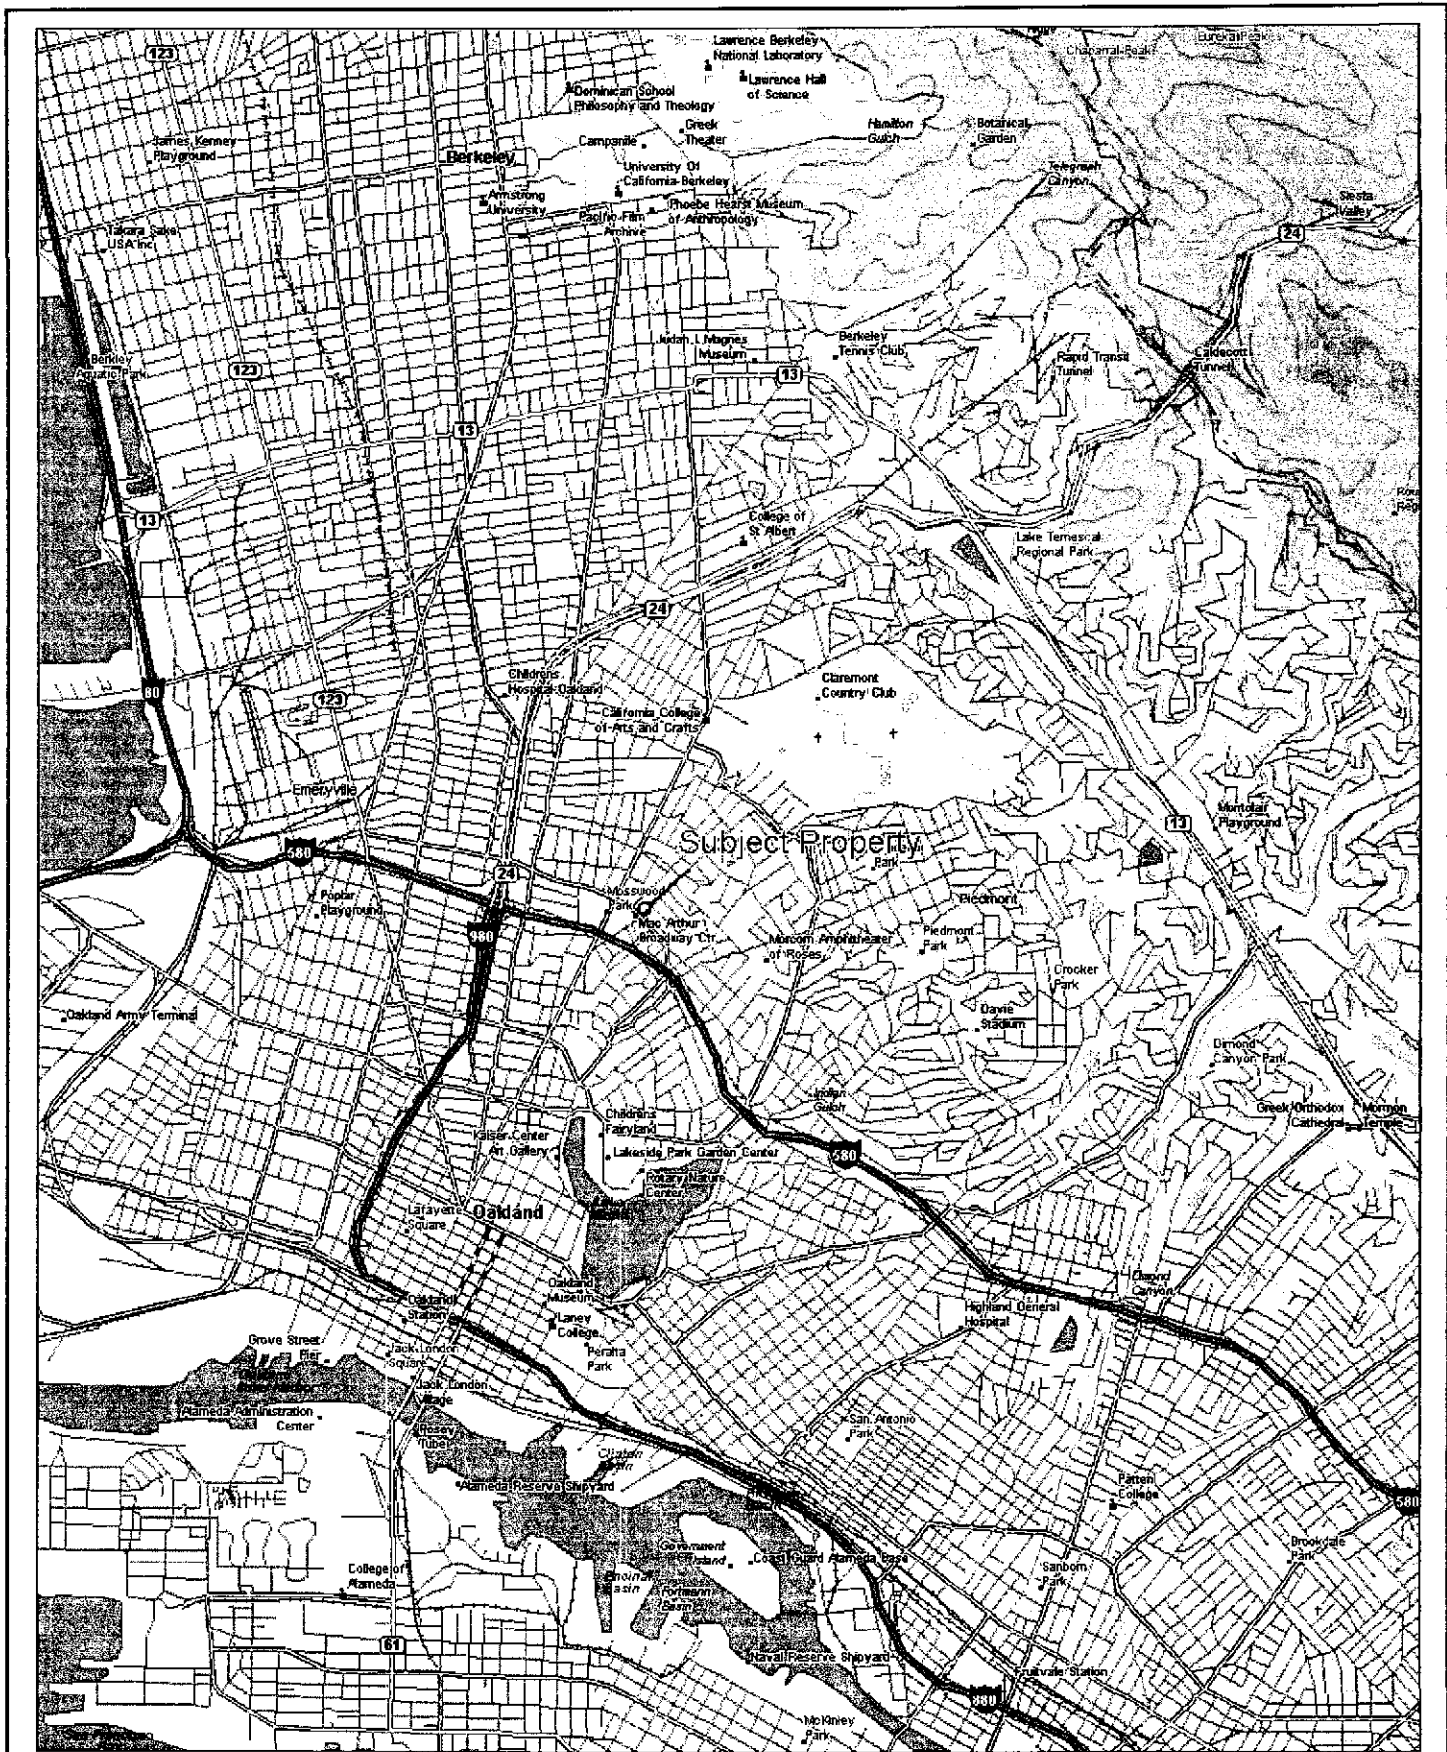 Lawrence Berkeley
National Laboratory
Lawrence Hall
of Science
Chaparral Peak
Eureka Peak
123
Dominican School
Philosophy and Theology
Greek
Theater
Campanile
Hamilton
Gulch
Botanical
Garden
James Kenney
Playground
Berkeley
University Of
California-Berkeley
Telegraph
Canyon
Armstrong
University
Phoebe Hearst Museum
of Anthropology
Pacific Film
Archive
Siesta
Valley
24
Takara Sake
USA Inc
Judah L Magnes
Museum
Berkeley
Tennis Club
Rapid Transit
Tunnel
Caldecott
Tunnel
Berkley
Aquatic Park
123
13
13
13
College of
St Albert
Lake Temescal
Regional Park
24
80
123
Childrens
Hospital-Oakland
Claremont
Country Club
California College
of Arts and Crafts
Emeryville
Subject Property
Park
13
Montclair
Playground
580
24
Poplar
Playground
Mosswood
Park
Mac Arthur
Broadway Ctr
980
Piedmont
Morcom Amphitheater
of Roses
Piedmont
Park
Crocker
Park
Oakland Army Terminal
Davie
Stadium
Dimond
Canyon Park
Indian
Gulch
Childrens
Fairyland
Greek Orthodox
Cathedral
Mormon
Temple
Kaiser Center
Art Gallery
Lakeside Park Garden Center
580
Rotary Nature
Center
Lafayette
Square
Oakland
Oakland
Museum
Oakland
Station
Laney
College
Peralta
Park
Dimond
Canyon
Highland General
Hospital
Grove Street
Pier
Jack London
Square
Jack London
Village
Alameda Administration
Center
Posey
Tube
San Antonio
Park
Clinton
Basin
Alameda Reserve Shipyard
Patten
College
580
Government
Island
Coast Guard Alameda Base
Brookdale
Park
College of
Alameda
Fortmann
Basin
Sanborn
Park
61
Naval Reserve Shipyard
Fruitvale Station
880
McKinley
Park